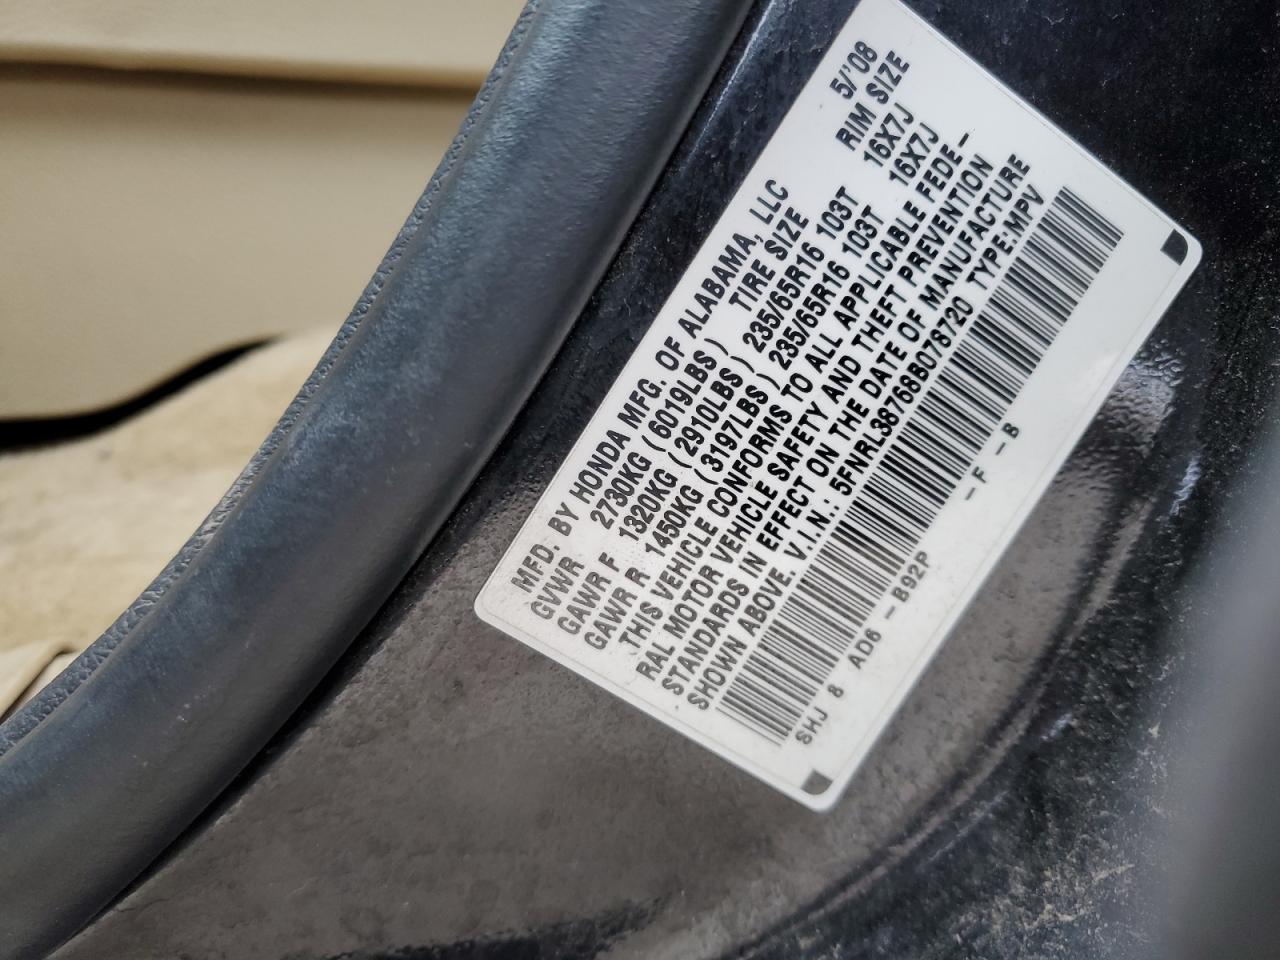 MFD. BY HONDA MFG. OF ALABAMA, LLC 5/'08
GVWR 2730KG (6019LBS) TIRE SIZE RIM SIZE
GAWR F 1320KG (2910LBS) 235/65R16 103T 16X7J
GAWR R 1450KG (3197LBS) 235/65R16 103T 16X7J
THIS VEHICLE CONFORMS TO ALL APPLICABLE FEDE-
RAL MOTOR VEHICLE SAFETY AND THEFT PREVENTION
STANDARDS IN EFFECT ON THE DATE OF MANUFACTURE
SHOWN ABOVE. V.I.N.: 5FNRL38768B078720 TYPE:MPV
SHJ 8 AD6 -B92P -F -B